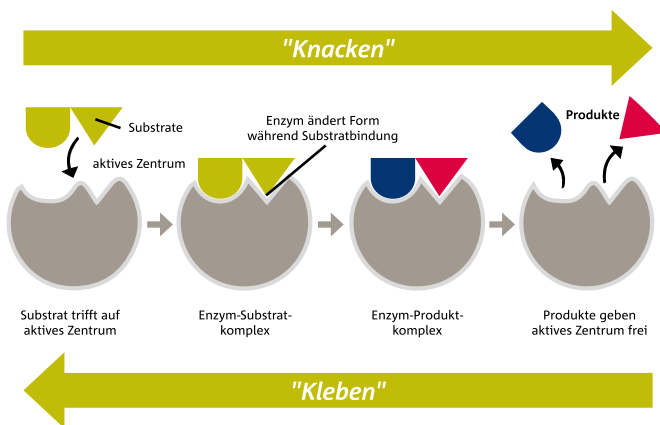 "Knacken"
Substrate
aktives Zentrum
Enzym ändert Form
während Substratbindung
Produkte
Substrat trifft auf
aktives Zentrum
Enzym-Substrat-
komplex
Enzym-Produkt-
komplex
Produkte geben
aktives Zentrum frei
"Kleben"